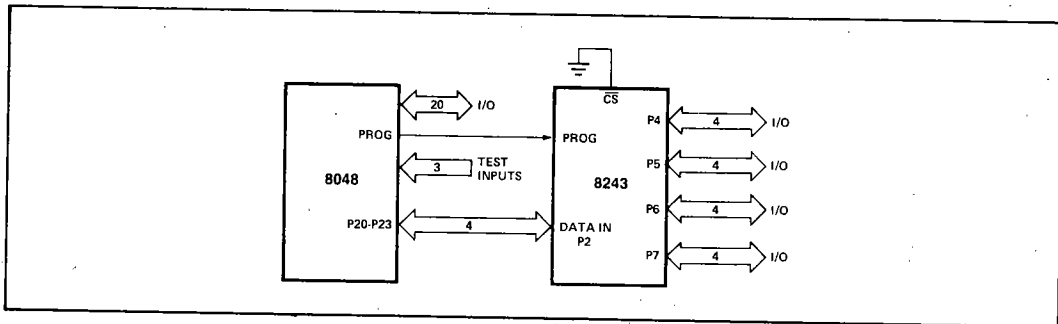 8048
20
I/O
PROG
3
TEST
INPUTS
P20-P23
4
CS
PROG
8243
DATA IN
P2
P4
4
I/O
P5
4
I/O
P6
4
I/O
P7
4
I/O